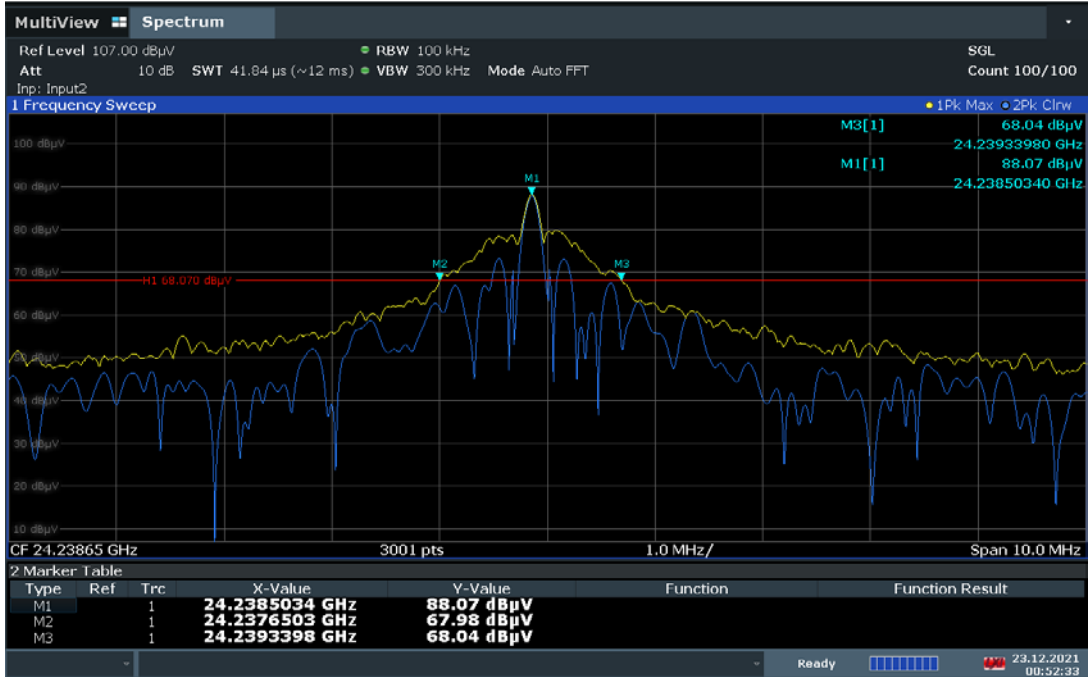 MultiView Spectrum
Ref Level 107.00 dBµV RBW 100 kHz SGL
Att 10 dB SWT 41.84 µs (~12 ms) VBW 300 kHz Mode Auto FFT Count 100/100
Inp: Input2
1 Frequency Sweep 1Pk Max 2Pk Clrw
M3[1] 68.04 dBµV
24.23933980 GHz
M1[1] 88.07 dBµV
24.23850340 GHz
100 dBµV
M1
90 dBµV
80 dBµV
M2 M3
70 dBµV
H1 68.070 dBµV
60 dBµV
50 dBµV
40 dBµV
30 dBµV
20 dBµV
10 dBµV
CF 24.23865 GHz 3001 pts 1.0 MHz/ Span 10.0 MHz
2 Marker Table
Type Ref Trc X-Value Y-Value Function Function Result
M1 1 24.2385034 GHz 88.07 dBµV
M2 1 24.2376503 GHz 67.98 dBµV
M3 1 24.2393398 GHz 68.04 dBµV
Ready 23.12.2021
00:52:33